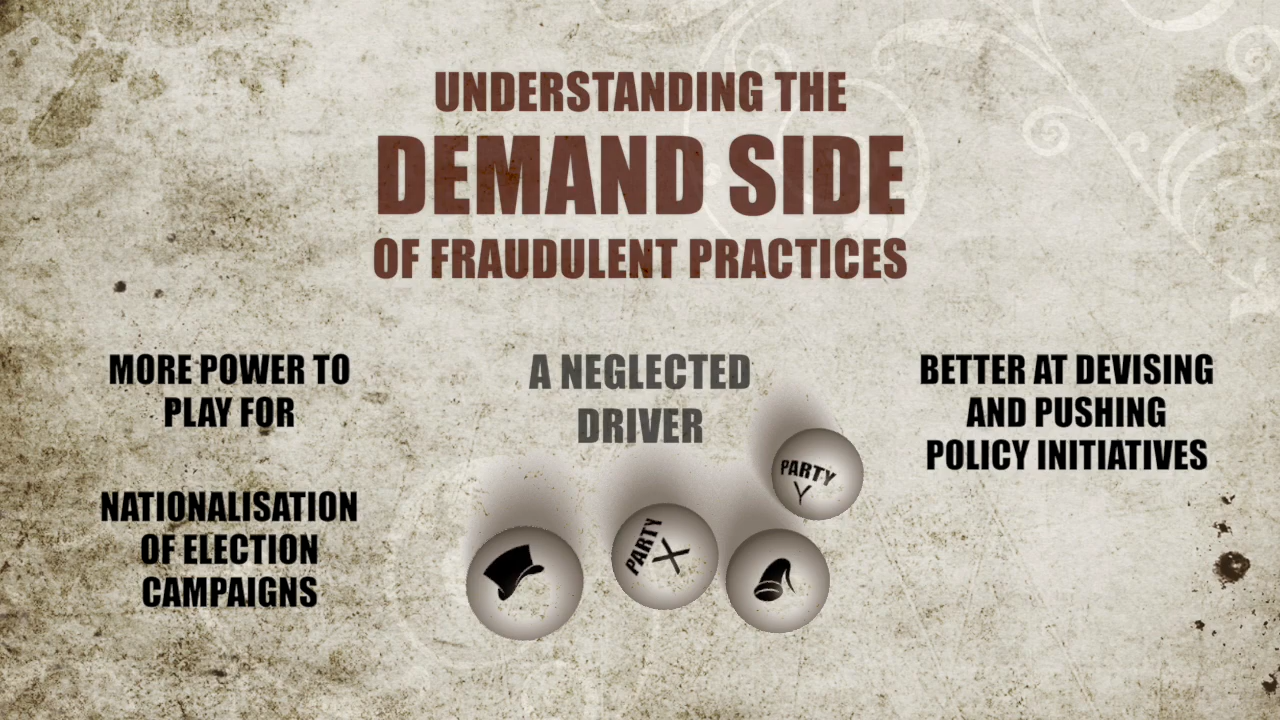 UNDERSTANDING THE
DEMAND SIDE
OF FRAUDULENT PRACTICES
MORE POWER TO
PLAY FOR
NATIONALISATION
OF ELECTION
CAMPAIGNS
A NEGLECTED
DRIVER
PARTY
X
PARTY
Y
BETTER AT DEVISING
AND PUSHING
POLICY INITIATIVES